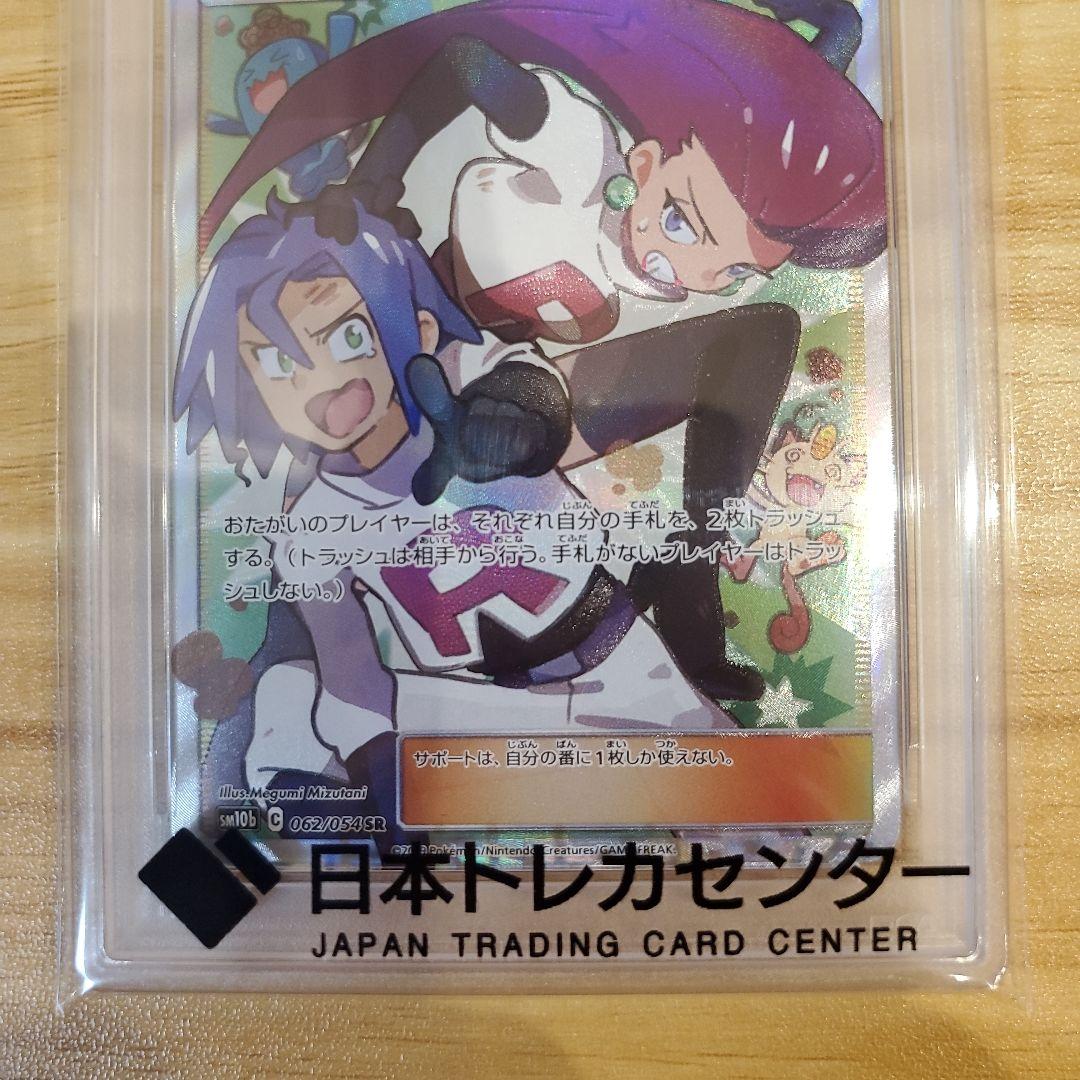 おたがいのプレイヤーは、それぞれ自分の手札を、2枚トラッシュ
する。(トラッシュは相手から行う。手札がないプレイヤーはトラッ
シュしない。)
サポートは、自分の番に1枚しか使えない。
Illus.Megumi Mizutani
sm10b C 062/054 SR
Pokémon/Nintendo Creatures/GAME FREAK.
日本トレカセンター
JAPAN TRADING CARD CENTER